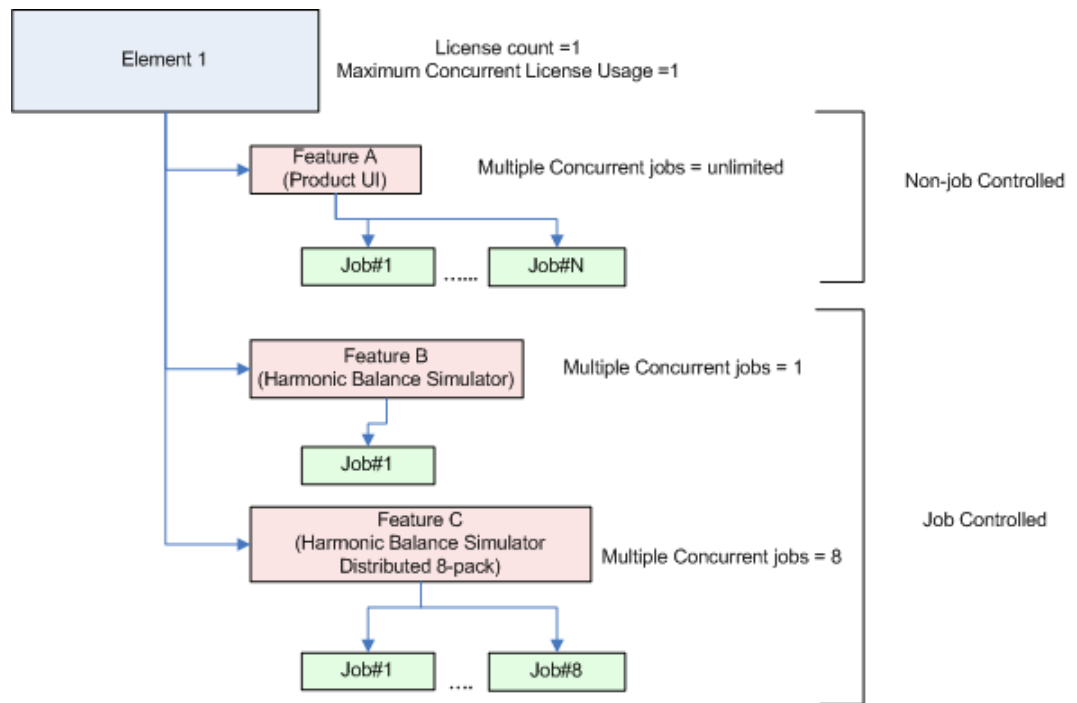 Element 1
License count =1
Maximum Concurrent License Usage =1
Feature A
(Product UI)
Multiple Concurrent jobs = unlimited
Non-job Controlled
Job#1
......
Job#N
Feature B
(Harmonic Balance Simulator)
Multiple Concurrent jobs = 1
Job#1
Feature C
(Harmonic Balance Simulator
Distributed 8-pack)
Multiple Concurrent jobs = 8
Job Controlled
Job#1
....
Job#8